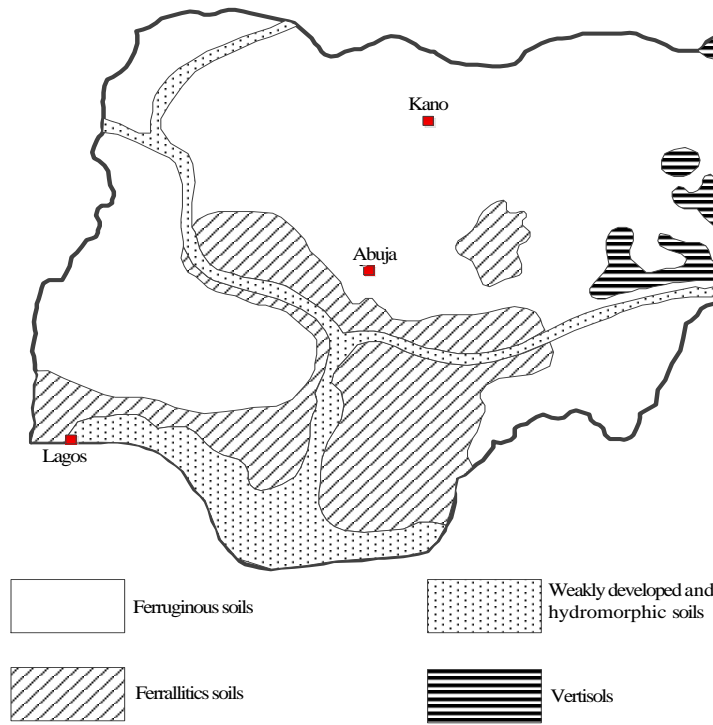 Kano
Abuja
Lagos
Ferruginous soils
Weakly developed and
hydromorphic soils
Ferrallitics soils
Vertisols